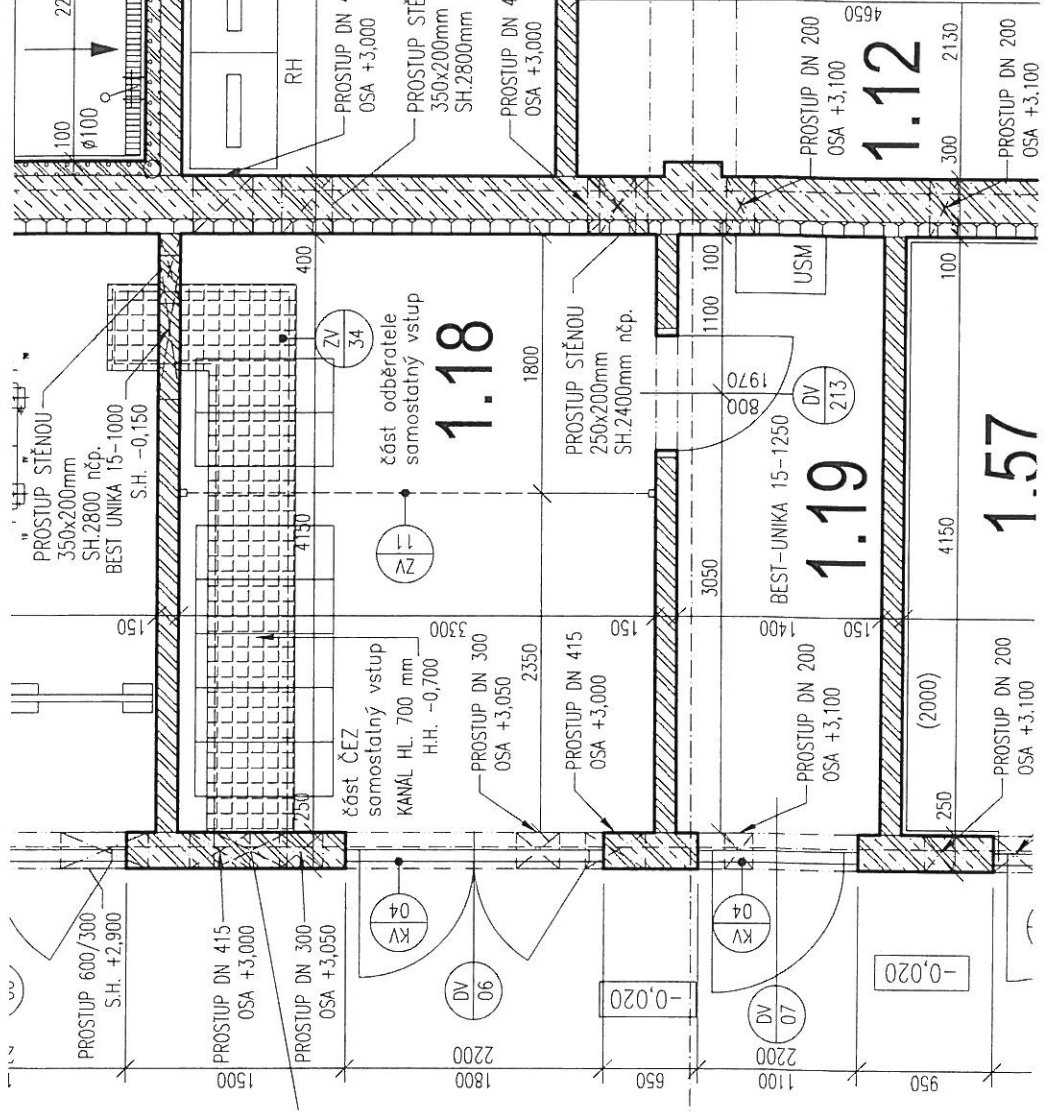 22
100
ø100
RH
PROSTUP DN
OSA +3,000
PROSTUP
350x200mm
SH.2800mm
PROSTUP DN
OSA +3,000
4650
PROSTUP DN 200
OSA +3,100
1.12
2130
300
PROSTUP DN 200
OSA +3,100
PROSTUP STĚNOU
350x200mm
SH.2800 nčp.
BEST UNIKA 15-1000
S.H. -0,150
400
ZV
34
část odběratele
samostatný vstup
1.18
1800
PROSTUP STĚNOU
250x200mm
SH.2400mm nčp.
100
1100
USM
100
800
1970
DV
213
ZV
11
4150
BEST-UNIKA 15-1250
1.19
1.57
4150
150
3300
150
3050
1400
150
2350
část ČEZ
samostatný vstup
KANÁL HL. 700 mm
H.H. -0,700
PROSTUP DN 300
OSA +3,050
PROSTUP DN 415
OSA +3,000
PROSTUP DN 200
OSA +3,100
(2000)
PROSTUP DN 200
OSA +3,100
250
250
PROSTUP 600/300
S.H. +2,900
PROSTUP DN 415
OSA +3,000
PROSTUP DN 300
OSA +3,050
KV
04
KV
04
DV
06
-0,020
DV
07
-0,020
1500
2200
1800
650
2200
1100
950